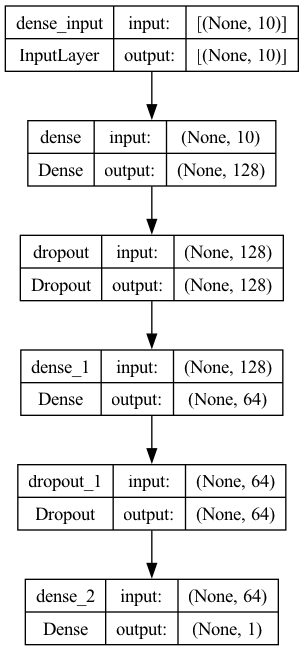 dense_input input: [(None, 10)]
InputLayer output: [(None, 10)]
dense input: (None, 10)
Dense output: (None, 128)
dropout input: (None, 128)
Dropout output: (None, 128)
dense_1 input: (None, 128)
Dense output: (None, 64)
dropout_1 input: (None, 64)
Dropout output: (None, 64)
dense_2 input: (None, 64)
Dense output: (None, 1)